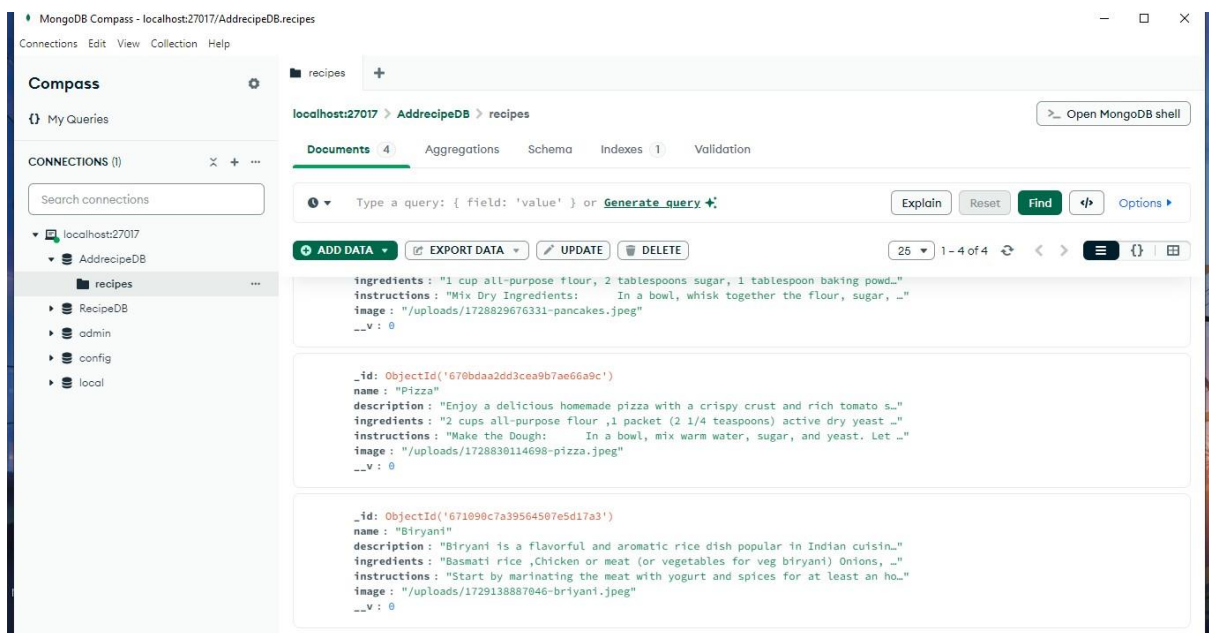 MongoDB Compass - localhost:27017/AddrecipeDB.recipes
Connections Edit View Collection Help
Compass
{} My Queries
CONNECTIONS (1)
Search connections
localhost:27017
AddrecipeDB
recipes
RecipeDB
admin
config
local
recipes
localhost:27017 > AddrecipeDB > recipes
>_ Open MongoDB shell
Documents 4 Aggregations Schema Indexes 1 Validation
Type a query: { field: 'value' } or Generate query
Explain Reset Find </> Options
ADD DATA EXPORT DATA UPDATE DELETE
25 1 - 4 of 4 < > {}
ingredients : "1 cup all-purpose flour, 2 tablespoons sugar, 1 tablespoon baking powd…"
instructions : "Mix Dry Ingredients: In a bowl, whisk together the flour, sugar, …"
image : "/uploads/1728829676331-pancakes.jpeg"
__v : 0
_id: ObjectId('670bdaa2dd3cea9b7ae66a9c')
name : "Pizza"
description : "Enjoy a delicious homemade pizza with a crispy crust and rich tomato s…"
ingredients : "2 cups all-purpose flour ,1 packet (2 1/4 teaspoons) active dry yeast …"
instructions : "Make the Dough: In a bowl, mix warm water, sugar, and yeast. Let …"
image : "/uploads/1728830114698-pizza.jpeg"
__v : 0
_id: ObjectId('671090c7a39564507e5d17a3')
name : "Biryani"
description : "Biryani is a flavorful and aromatic rice dish popular in Indian cuisin…"
ingredients : "Basmati rice ,Chicken or meat (or vegetables for veg biryani) Onions, …"
instructions : "Start by marinating the meat with yogurt and spices for at least an ho…"
image : "/uploads/1729138887046-briyani.jpeg"
__v : 0